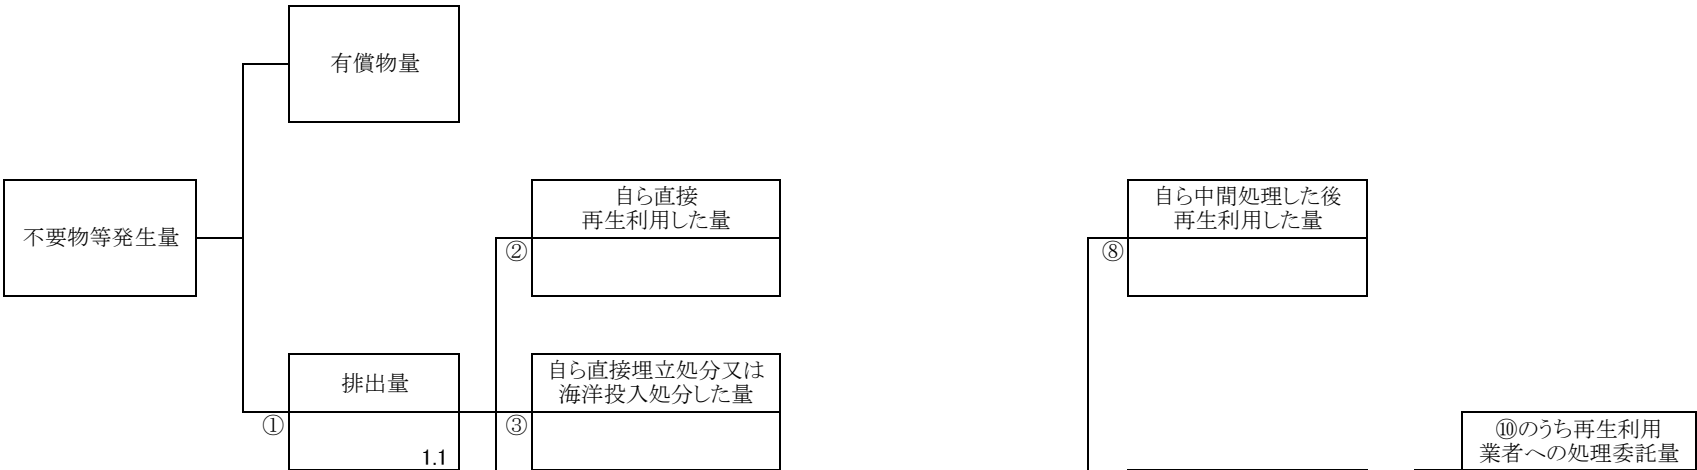 有償物量
不要物等発生量
自ら直接
再生利用した量
②
自ら中間処理した後
再生利用した量
⑧
排出量
①
1.1
自ら直接埋立処分又は
海洋投入処分した量
③
⑩のうち再生利用
業者への処理委託量